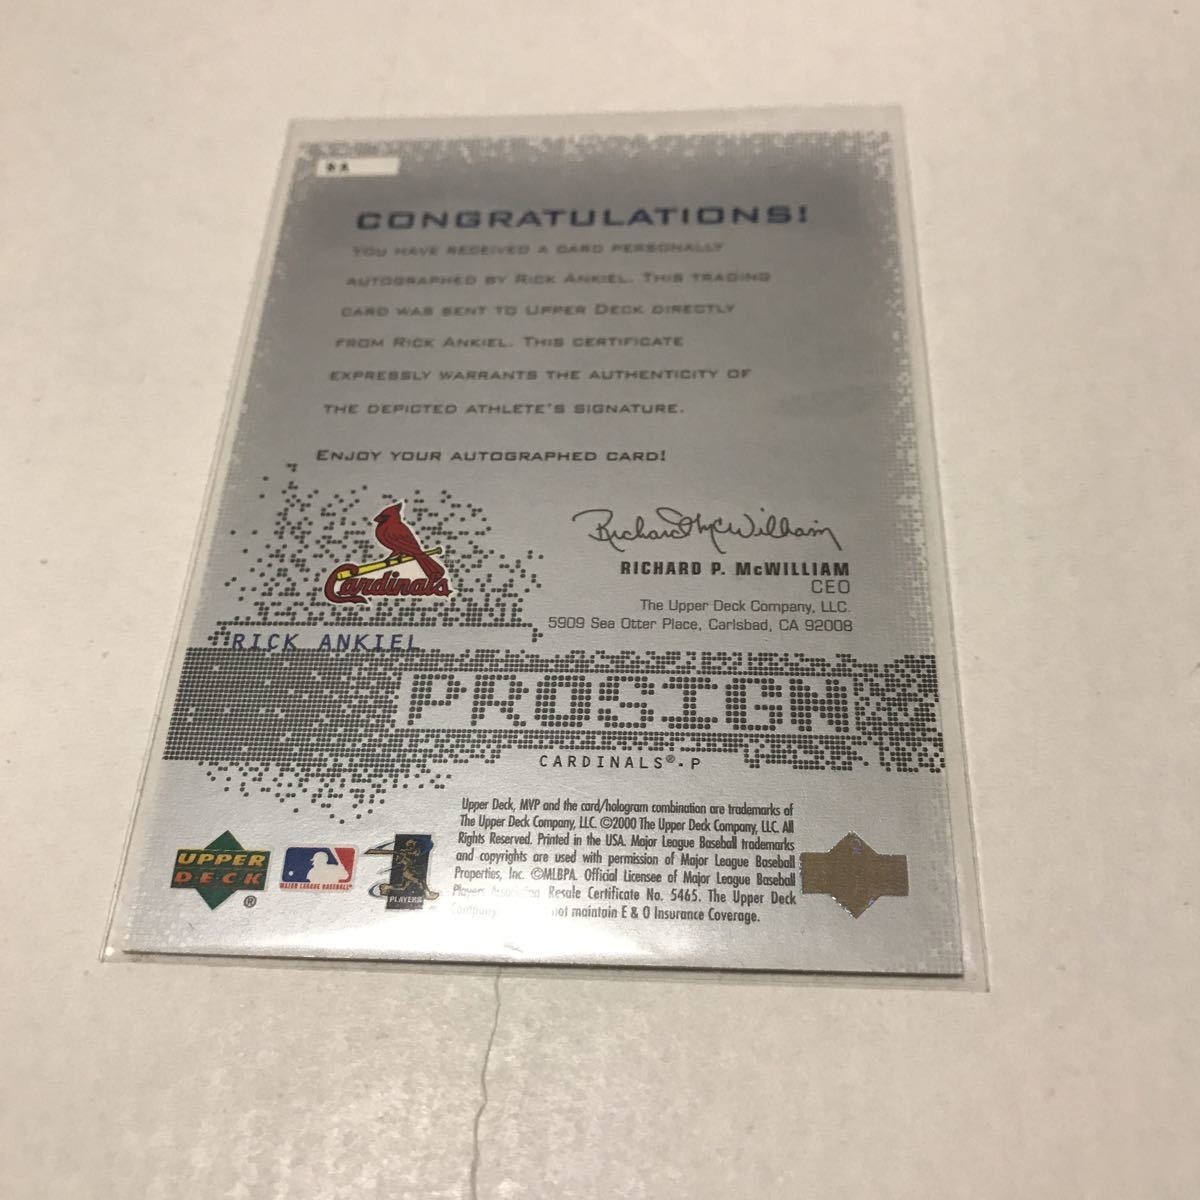 RA
CONGRATULATIONS!
YOU HAVE RECEIVED A CARD PERSONALLY
AUTOGRAPHED BY RICK ANKIEL. THIS TRADING
CARD WAS SENT TO UPPER DECK DIRECTLY
FROM RICK ANKIEL. THIS CERTIFICATE
EXPRESSLY WARRANTS THE AUTHENTICITY OF
THE DEPICTED ATHLETE'S SIGNATURE.
ENJOY YOUR AUTOGRAPHED CARD!
Cardinals
Richard McWilliam
RICHARD P. McWILLIAM
CEO
The Upper Deck Company, LLC.
5909 Sea Otter Place, Carlsbad, CA 92008
RICK ANKIEL
PROSIGN
CARDINALS®·P
UPPER
DECK
®
MAJOR LEAGUE BASEBALL®
PLAYERS
Upper Deck, MVP and the card/hologram combination are trademarks of
The Upper Deck Company, LLC. ©2000 The Upper Deck Company, LLC. All
Rights Reserved. Printed in the USA. Major League Baseball trademarks
and copyrights are used with permission of Major League Baseball
Properties, Inc. ©MLBPA. Official Licensee of Major League Baseball
Players Association Resale Certificate No. 5465. The Upper Deck
Company, not maintain E & O Insurance Coverage.